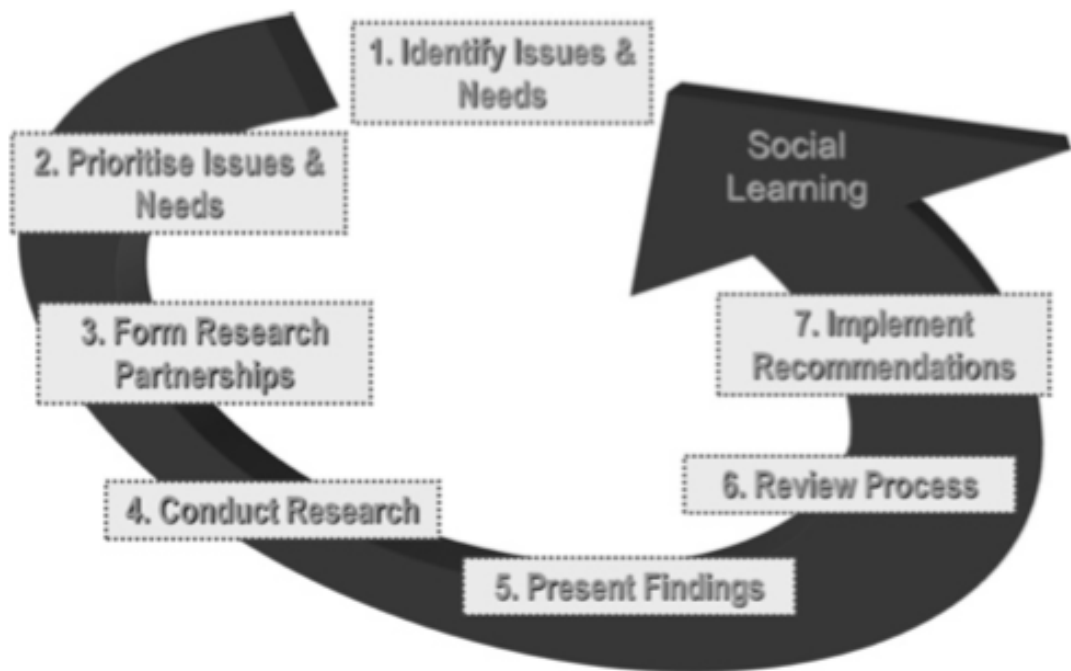 1. Identify Issues &
Needs
2. Prioritise Issues &
Needs
3. Form Research
Partnerships
4. Conduct Research
5. Present Findings
6. Review Process
7. Implement
Recommendations
Social
Learning